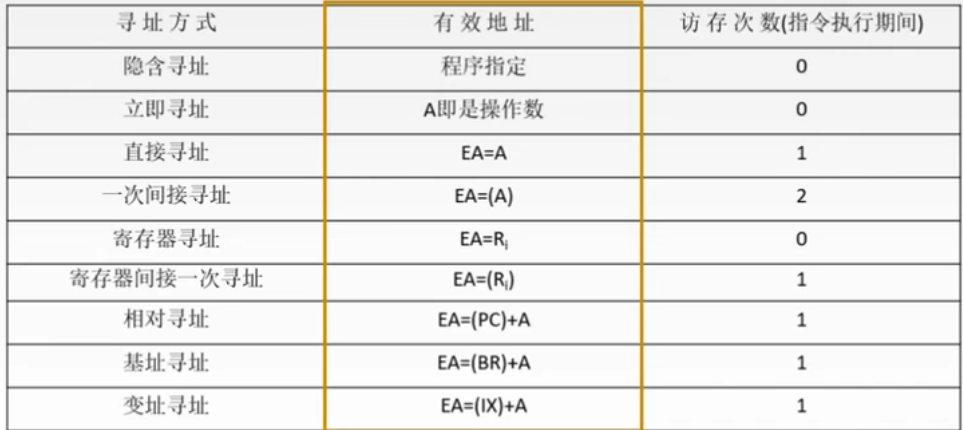 寻址方式 有效地址 访存次数(指令执行期间)
隐含寻址 程序指定 0
立即寻址 A即是操作数 0
直接寻址 EA=A 1
一次间接寻址 EA=(A) 2
寄存器寻址 EA=Rᵢ 0
寄存器间接一次寻址 EA=(Rᵢ) 1
相对寻址 EA=(PC)+A 1
基址寻址 EA=(BR)+A 1
变址寻址 EA=(IX)+A 1